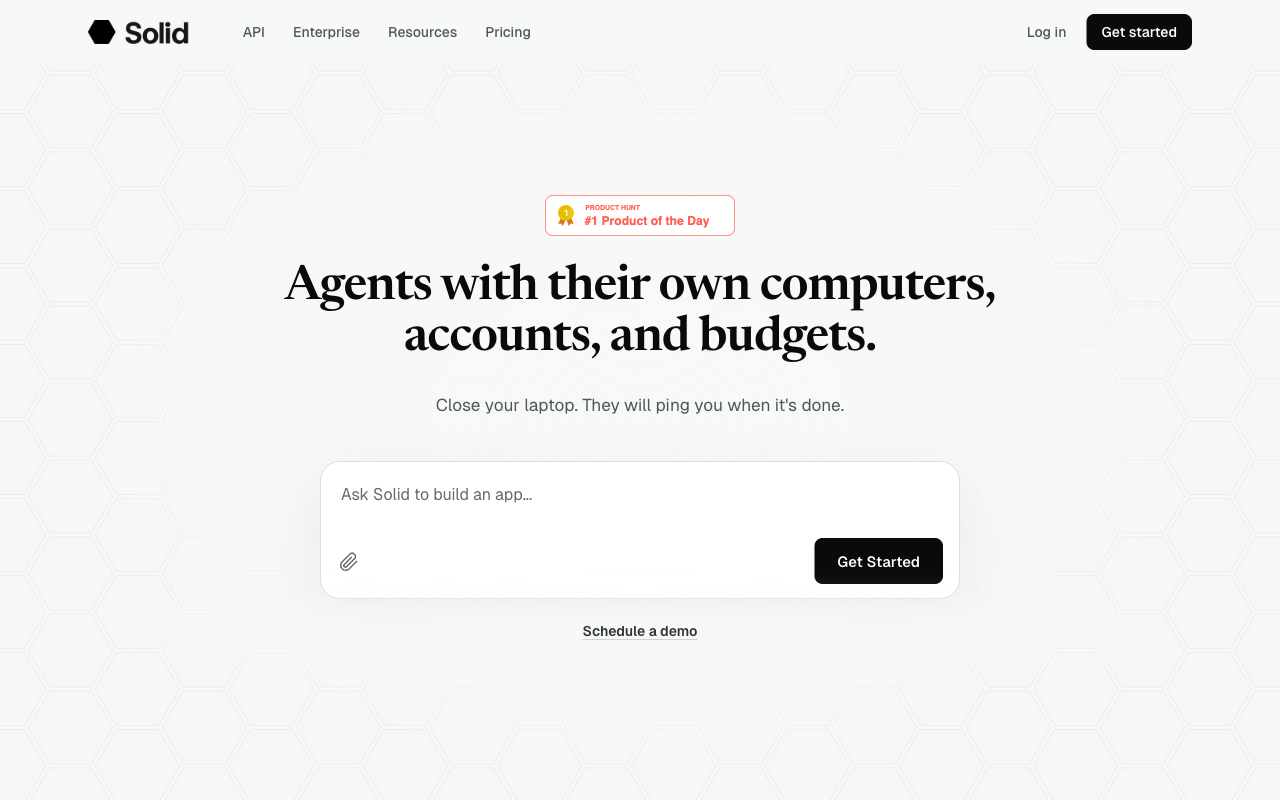 Solid
API
Enterprise
Resources
Pricing
Log in
Get started
1
PRODUCT HUNT
#1 Product of the Day
Agents with their own computers,
accounts, and budgets.
Close your laptop. They will ping you when it's done.
Ask Solid to build an app...
Get Started
Schedule a demo